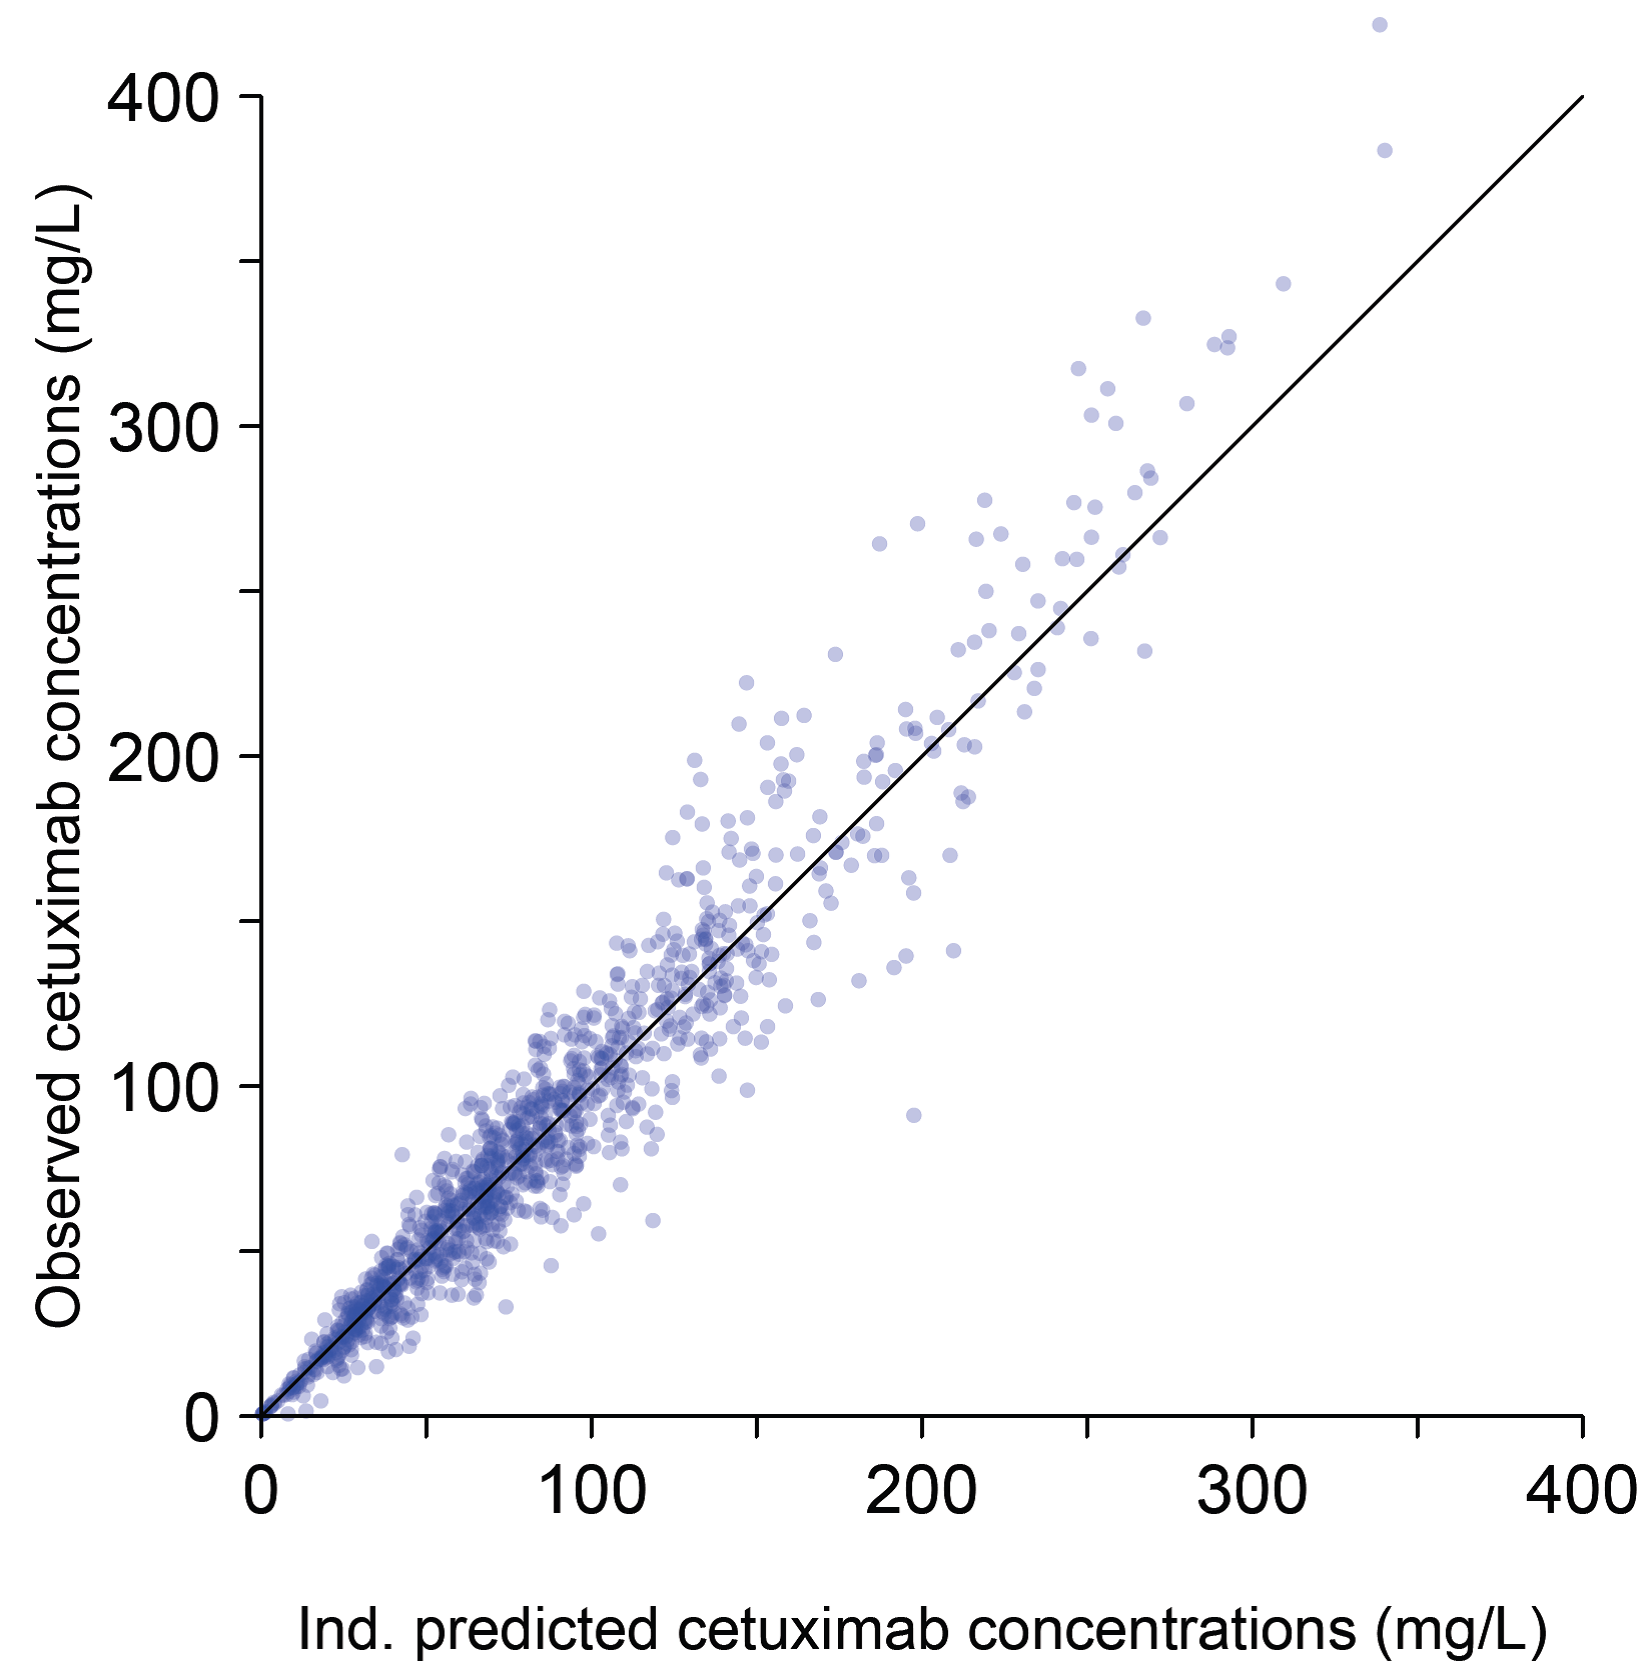 400
300
200
100
0
Observed cetuximab concentrations (mg/L)
0 100 200 300 400
Ind. predicted cetuximab concentrations (mg/L)